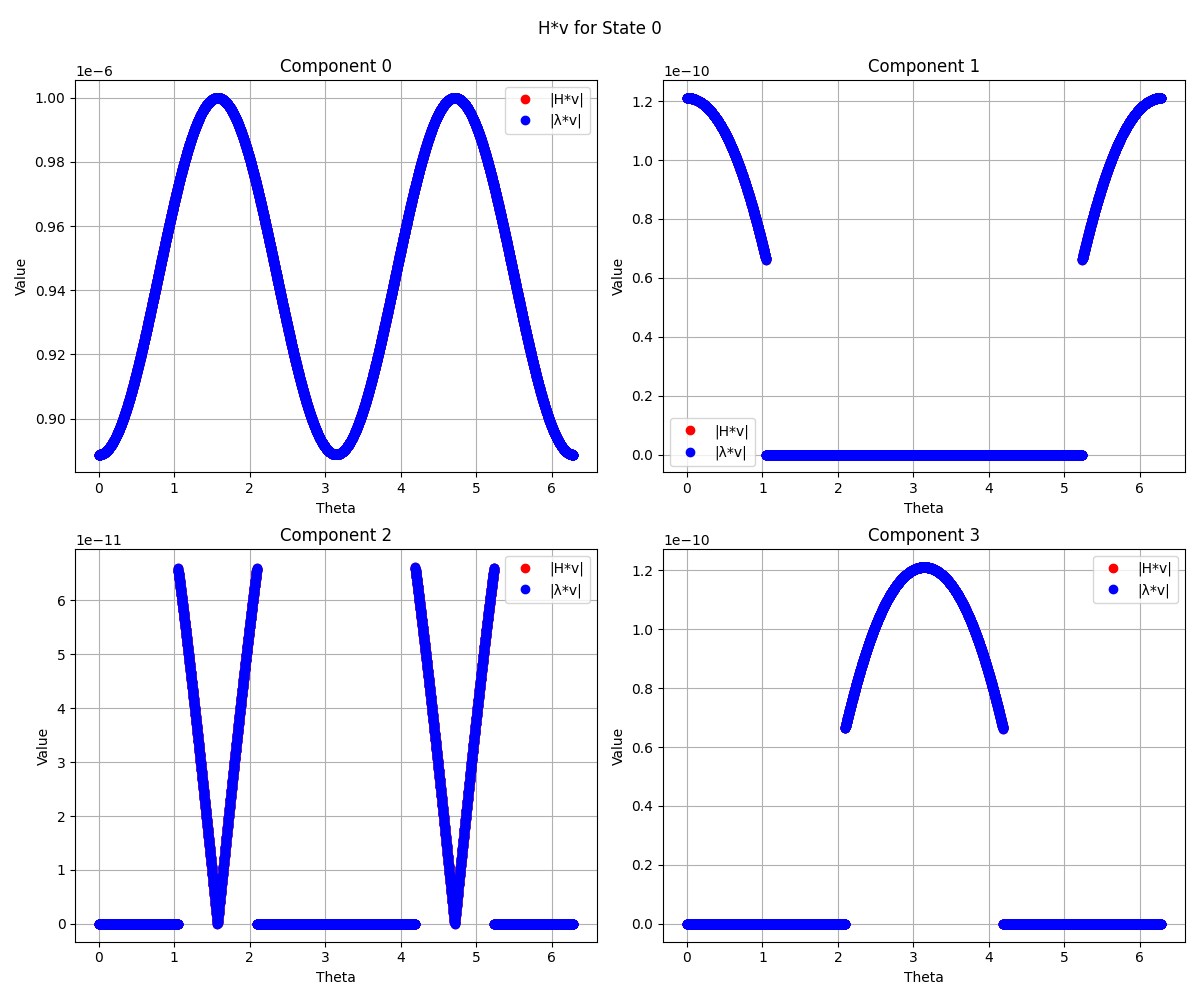 H*v for State 0
Component 0
1e−6
1.00
0.98
0.96
0.94
0.92
0.90
Value
0 1 2 3 4 5 6
Theta
|H*v|
|λ*v|
Component 1
1e−10
1.2
1.0
0.8
0.6
0.4
0.2
0.0
Value
0 1 2 3 4 5 6
Theta
|H*v|
|λ*v|
Component 2
1e−11
6
5
4
3
2
1
0
Value
0 1 2 3 4 5 6
Theta
|H*v|
|λ*v|
Component 3
1e−10
1.2
1.0
0.8
0.6
0.4
0.2
0.0
Value
0 1 2 3 4 5 6
Theta
|H*v|
|λ*v|